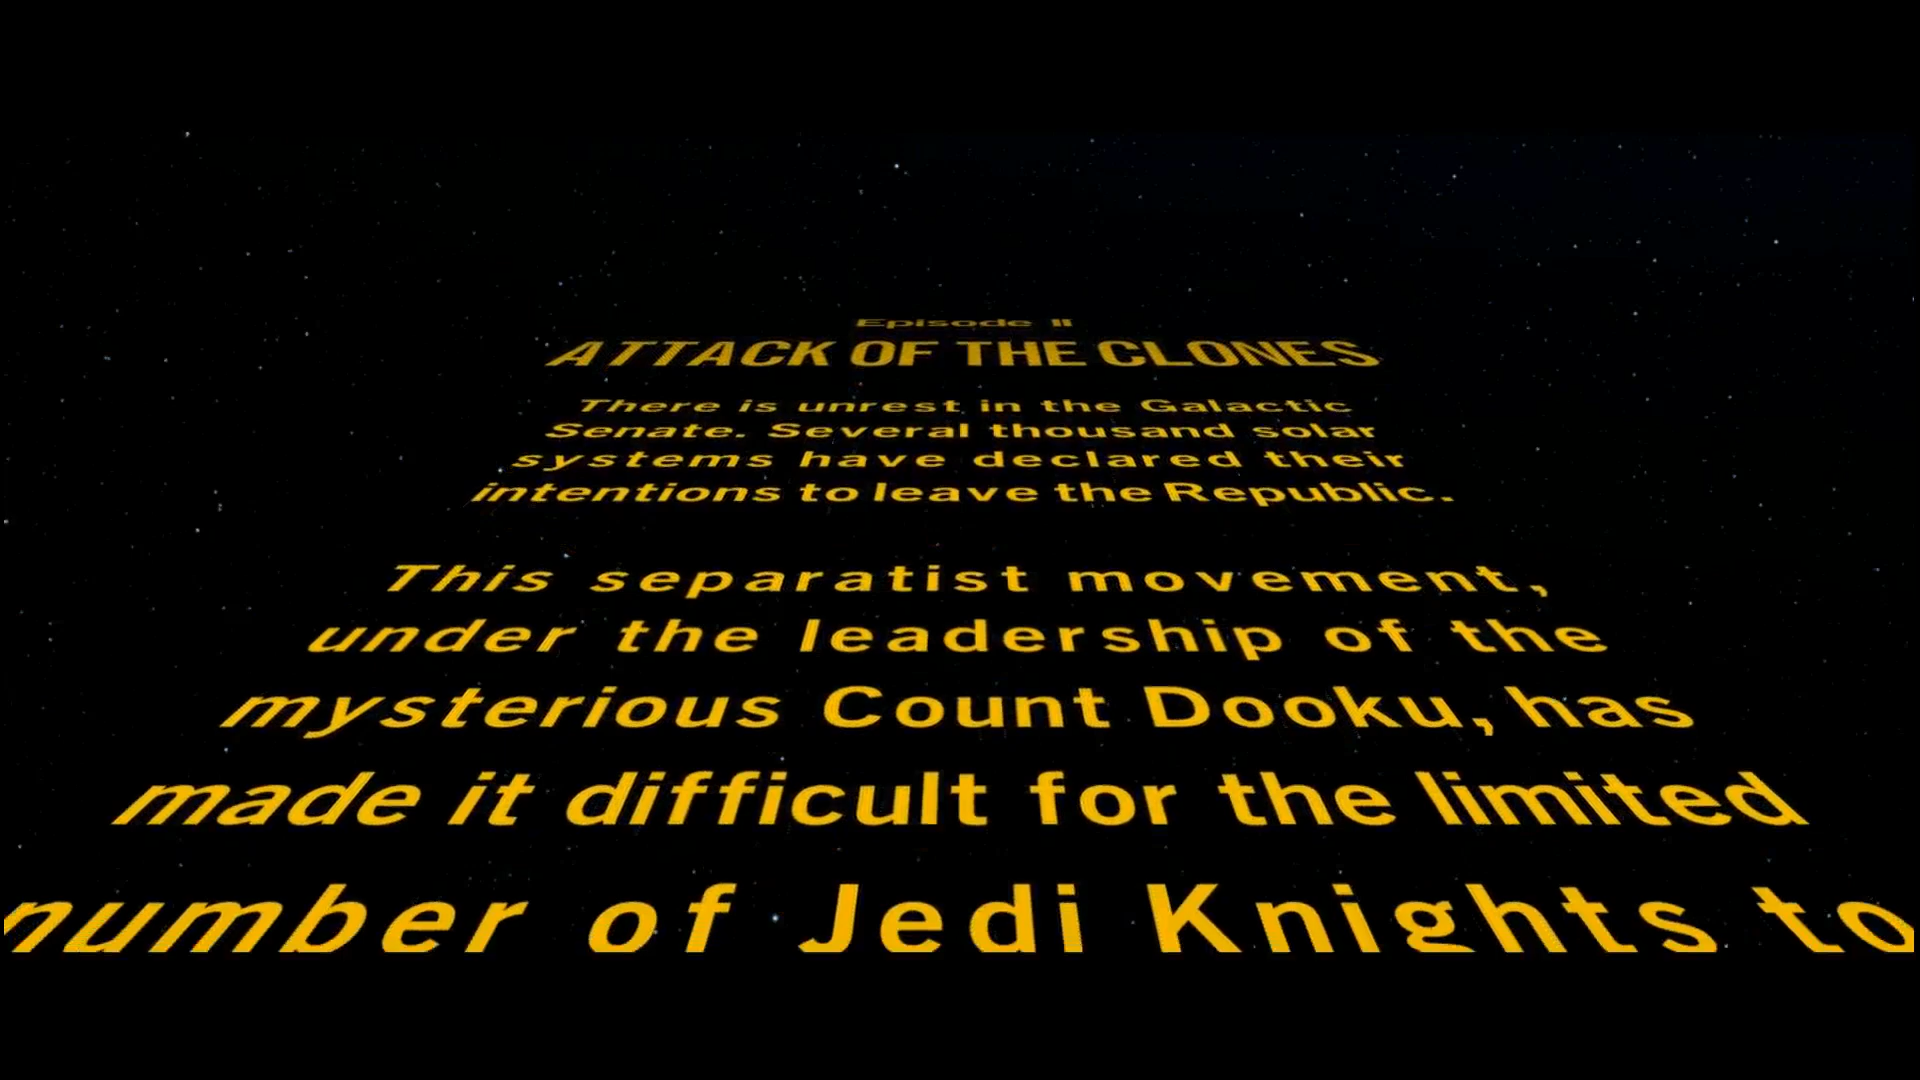 Episode II
ATTACK OF THE CLONES
There is unrest in the Galactic
Senate. Several thousand solar
systems have declared their
intentions to leave the Republic.
This separatist movement,
under the leadership of the
mysterious Count Dooku, has
made it difficult for the limited
number of Jedi Knights to